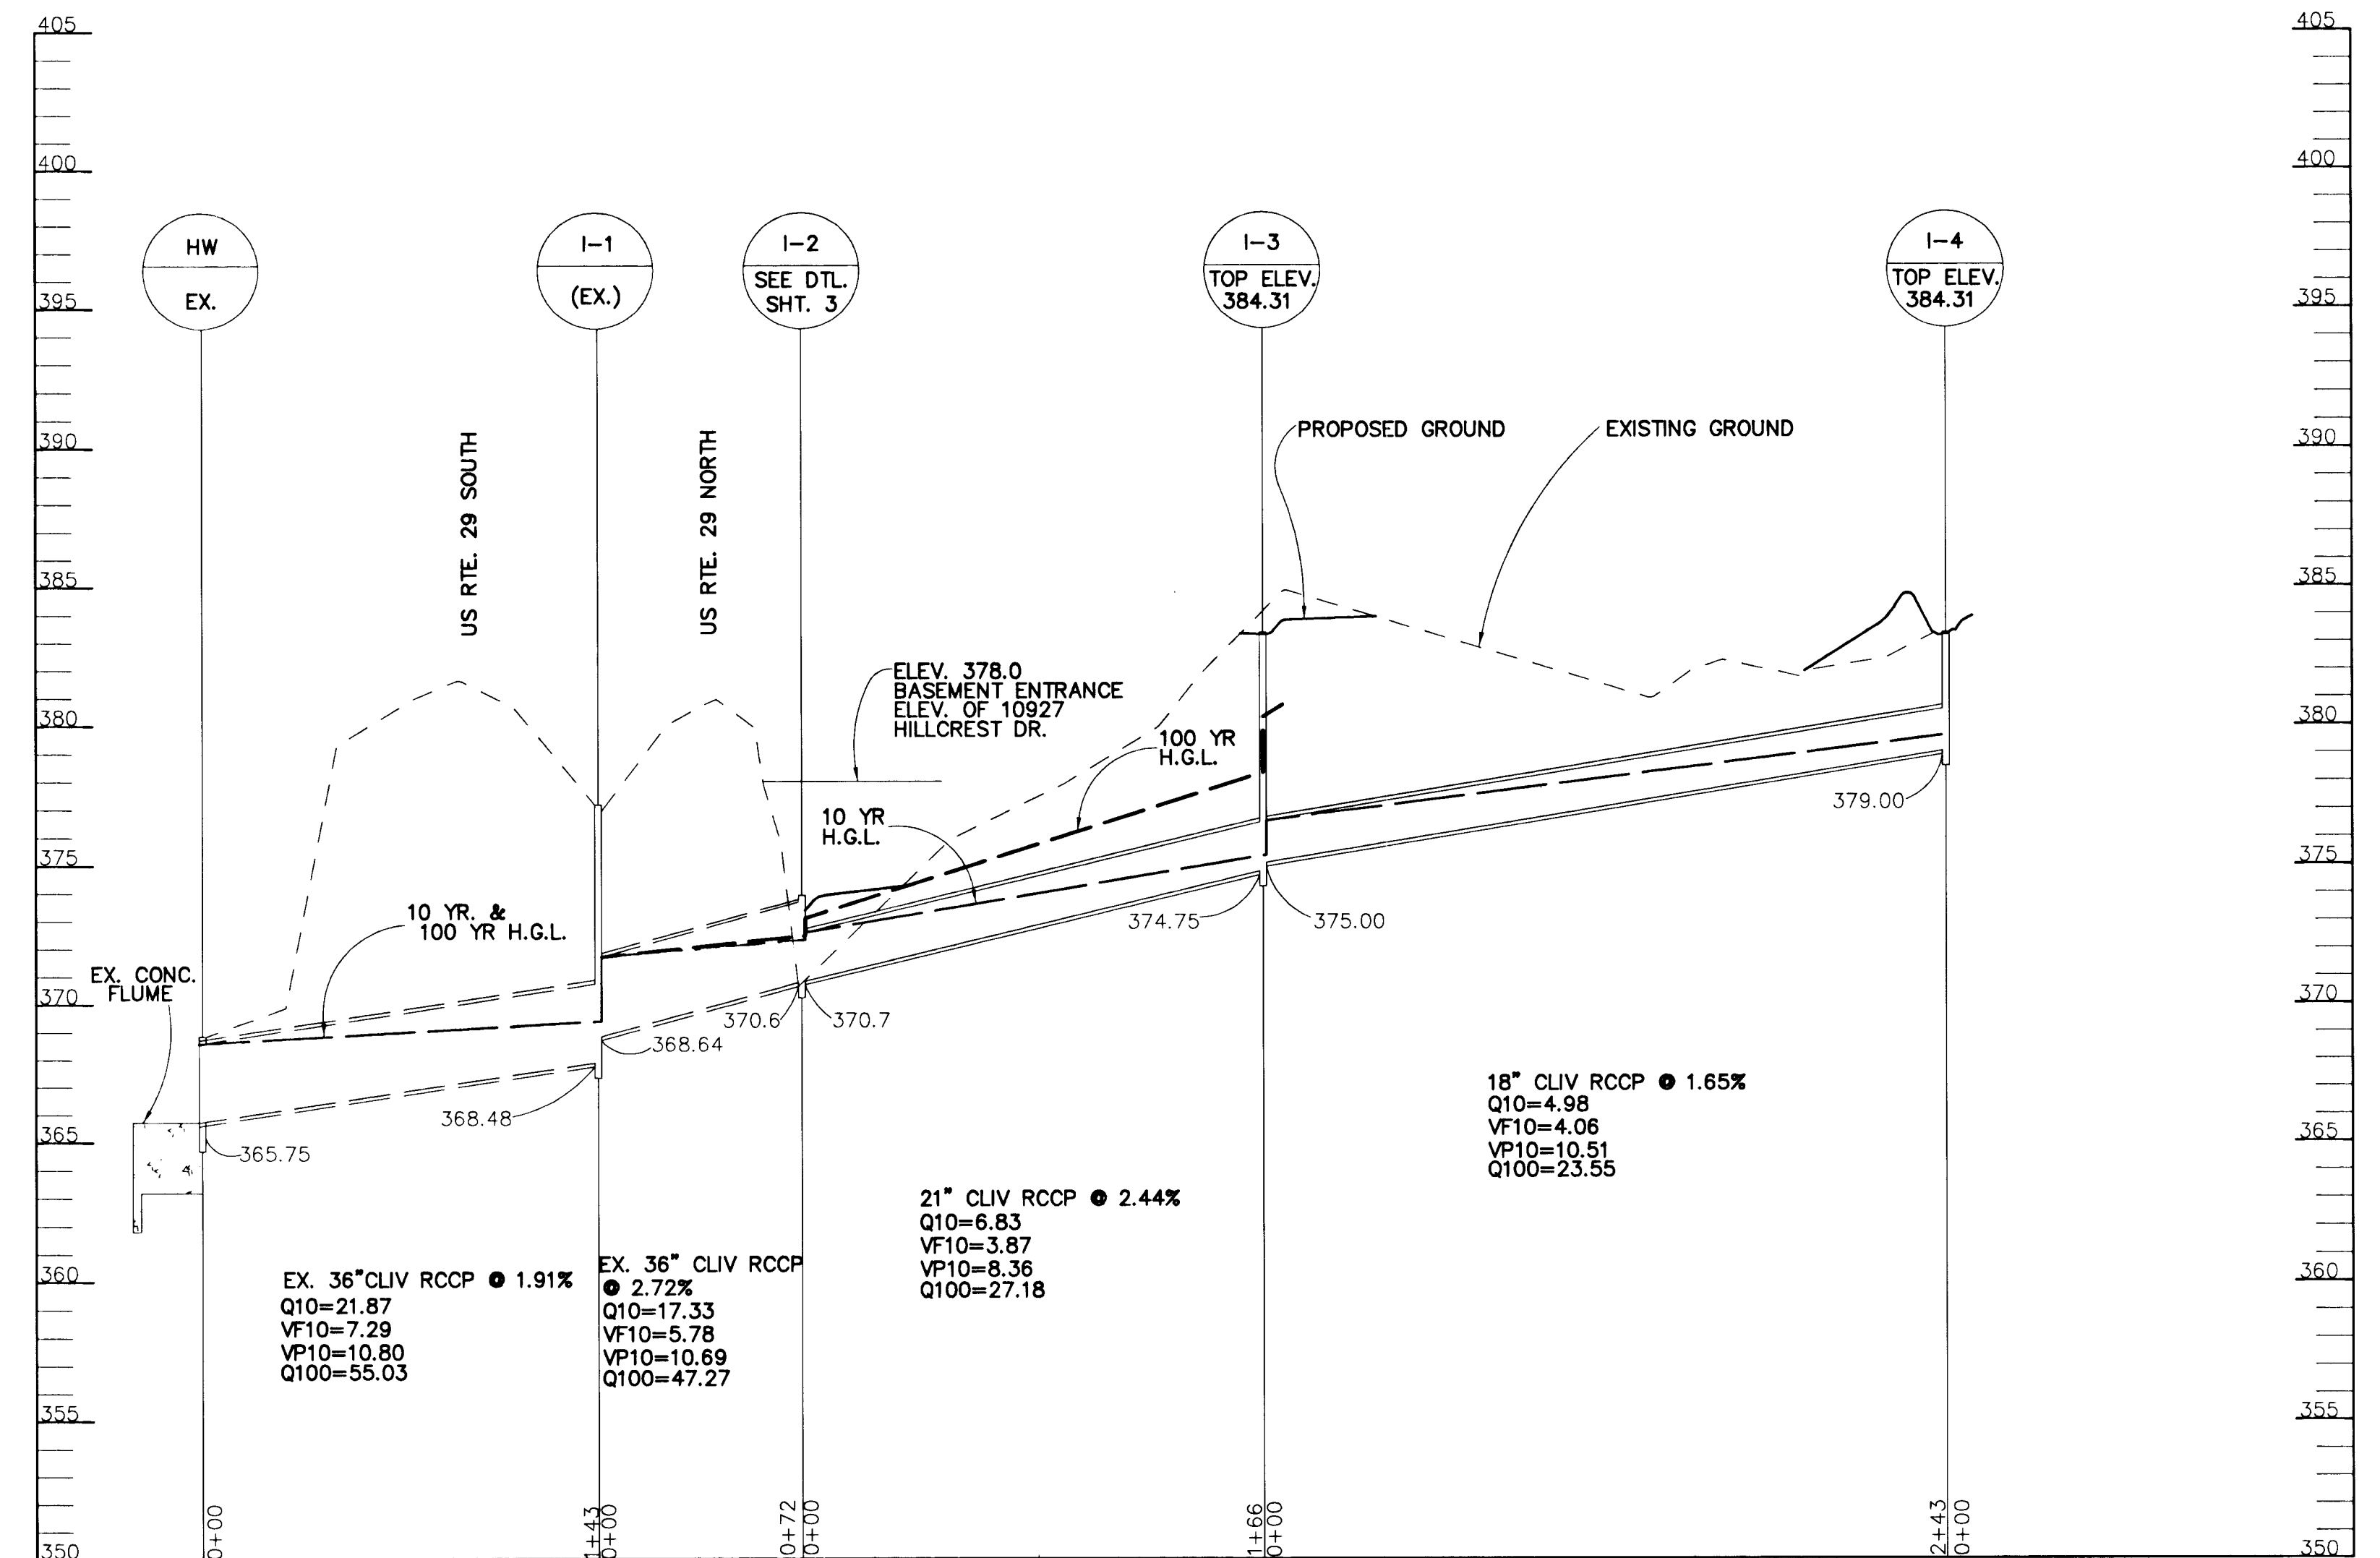 405
405
400
400
HW
EX.
I-1
(EX.)
I-2
SEE DTL.
SHT. 3
I-3
TOP ELEV.
384.31
I-4
TOP ELEV.
384.31
395
395
390
390
US RTE. 29 SOUTH
US RTE. 29 NORTH
PROPOSED GROUND
EXISTING GROUND
385
385
ELEV. 378.0
BASEMENT ENTRANCE
ELEV. OF 10927
HILLCREST DR.
380
380
100 YR
H.G.L.
10 YR
H.G.L.
379.00
375
375
10 YR. &
100 YR H.G.L.
374.75
375.00
EX. CONC.
FLUME
370
370
370.6
370.7
368.64
368.48
365
365
365.75
18" CLIV RCCP @ 1.65%
Q10=4.98
VF10=4.06
VP10=10.51
Q100=23.55
21" CLIV RCCP @ 2.44%
Q10=6.83
VF10=3.87
VP10=8.36
Q100=27.18
360
360
EX. 36"CLIV RCCP @ 1.91%
Q10=21.87
VF10=7.29
VP10=10.80
Q100=55.03
EX. 36" CLIV RCCP
@ 2.72%
Q10=17.33
VF10=5.78
VP10=10.69
Q100=47.27
355
355
0+00
1+43
0+00
0+72
0+00
1+66
0+00
2+43
0+00
350
350